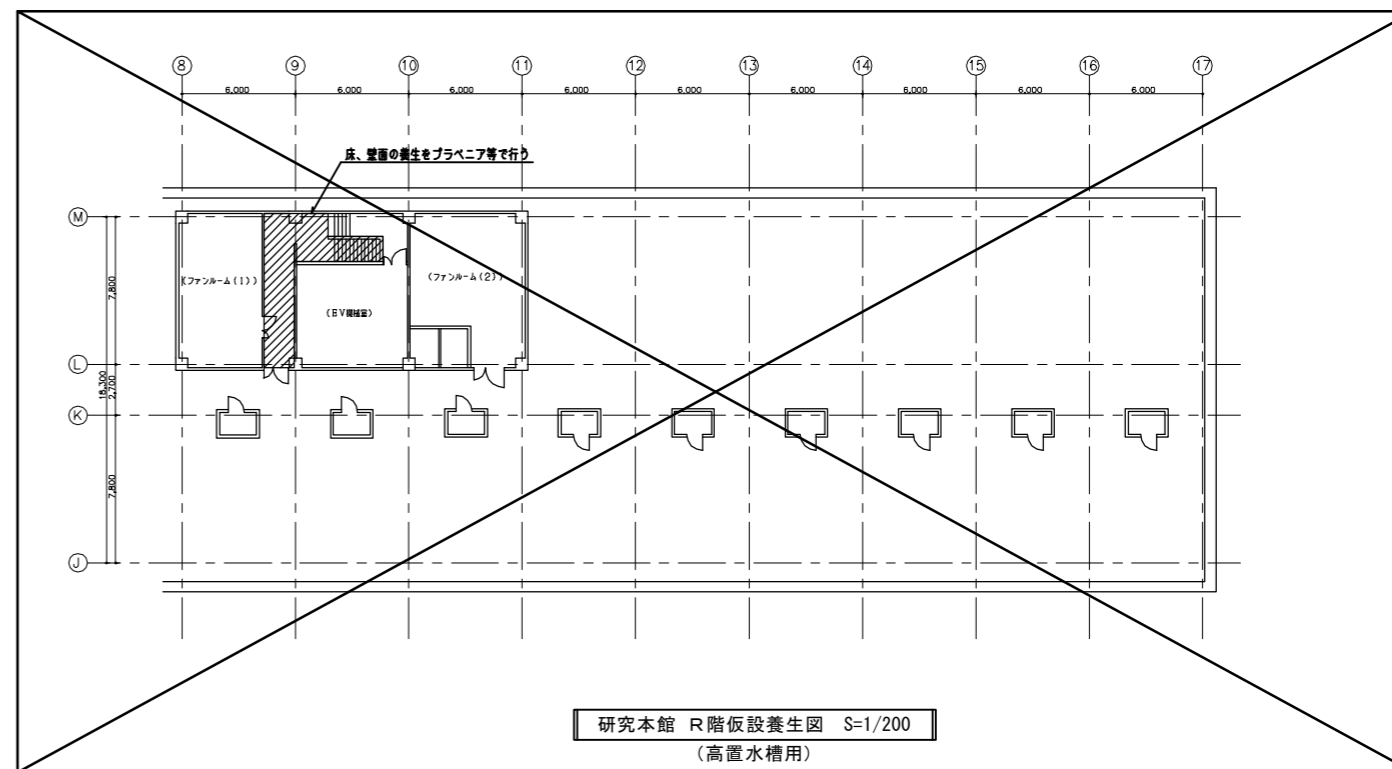 8 9 10 11 12 13 14 15 16 17
6,000 6,000 6,000 6,000 6,000 6,000 6,000 6,000 6,000
床、壁面の養生をプラベニア等で行う
M
(ファンルーム(1))
(ファンルーム(2))
7,800
(EV機械室)
L
18,300
2,700
K
7,800
J
研究本館 R階仮設養生図 S=1/200
(高置水槽用)